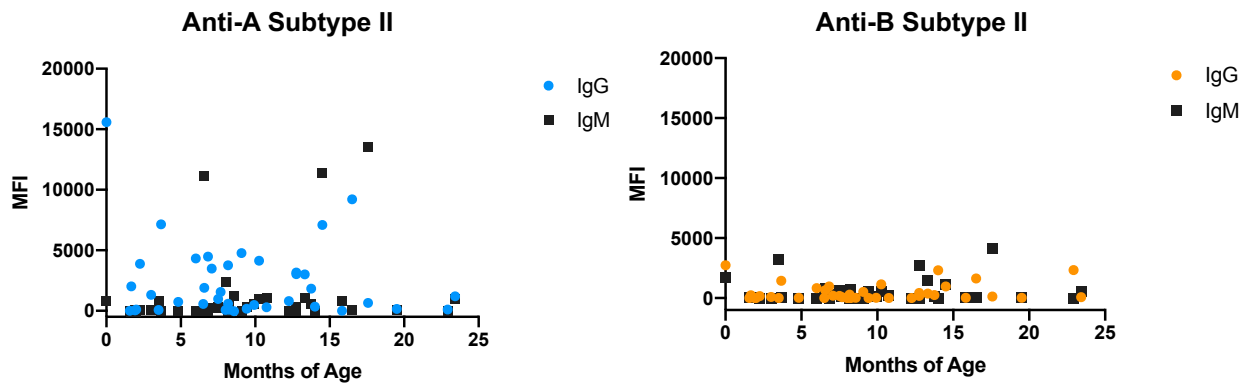 Anti-A Subtype II
20000
15000
10000
5000
0
MFI
0 5 10 15 20 25
Months of Age
IgG
IgM
Anti-B Subtype II
20000
15000
10000
5000
0
MFI
0 5 10 15 20 25
Months of Age
IgG
IgM